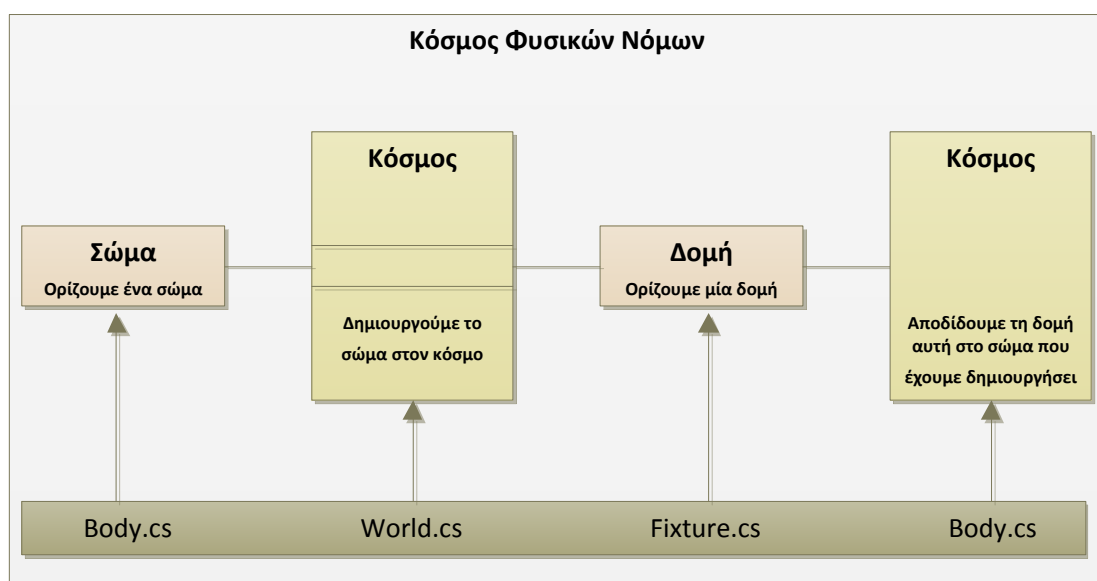 Κόσμος Φυσικών Νόμων
Σώμα
Ορίζουμε ένα σώμα
Κόσμος
Δημιουργούμε το
σώμα στον κόσμο
Δομή
Ορίζουμε μία δομή
Κόσμος
Αποδίδουμε τη δομή
αυτή στο σώμα που
έχουμε δημιουργήσει
Body.cs
World.cs
Fixture.cs
Body.cs